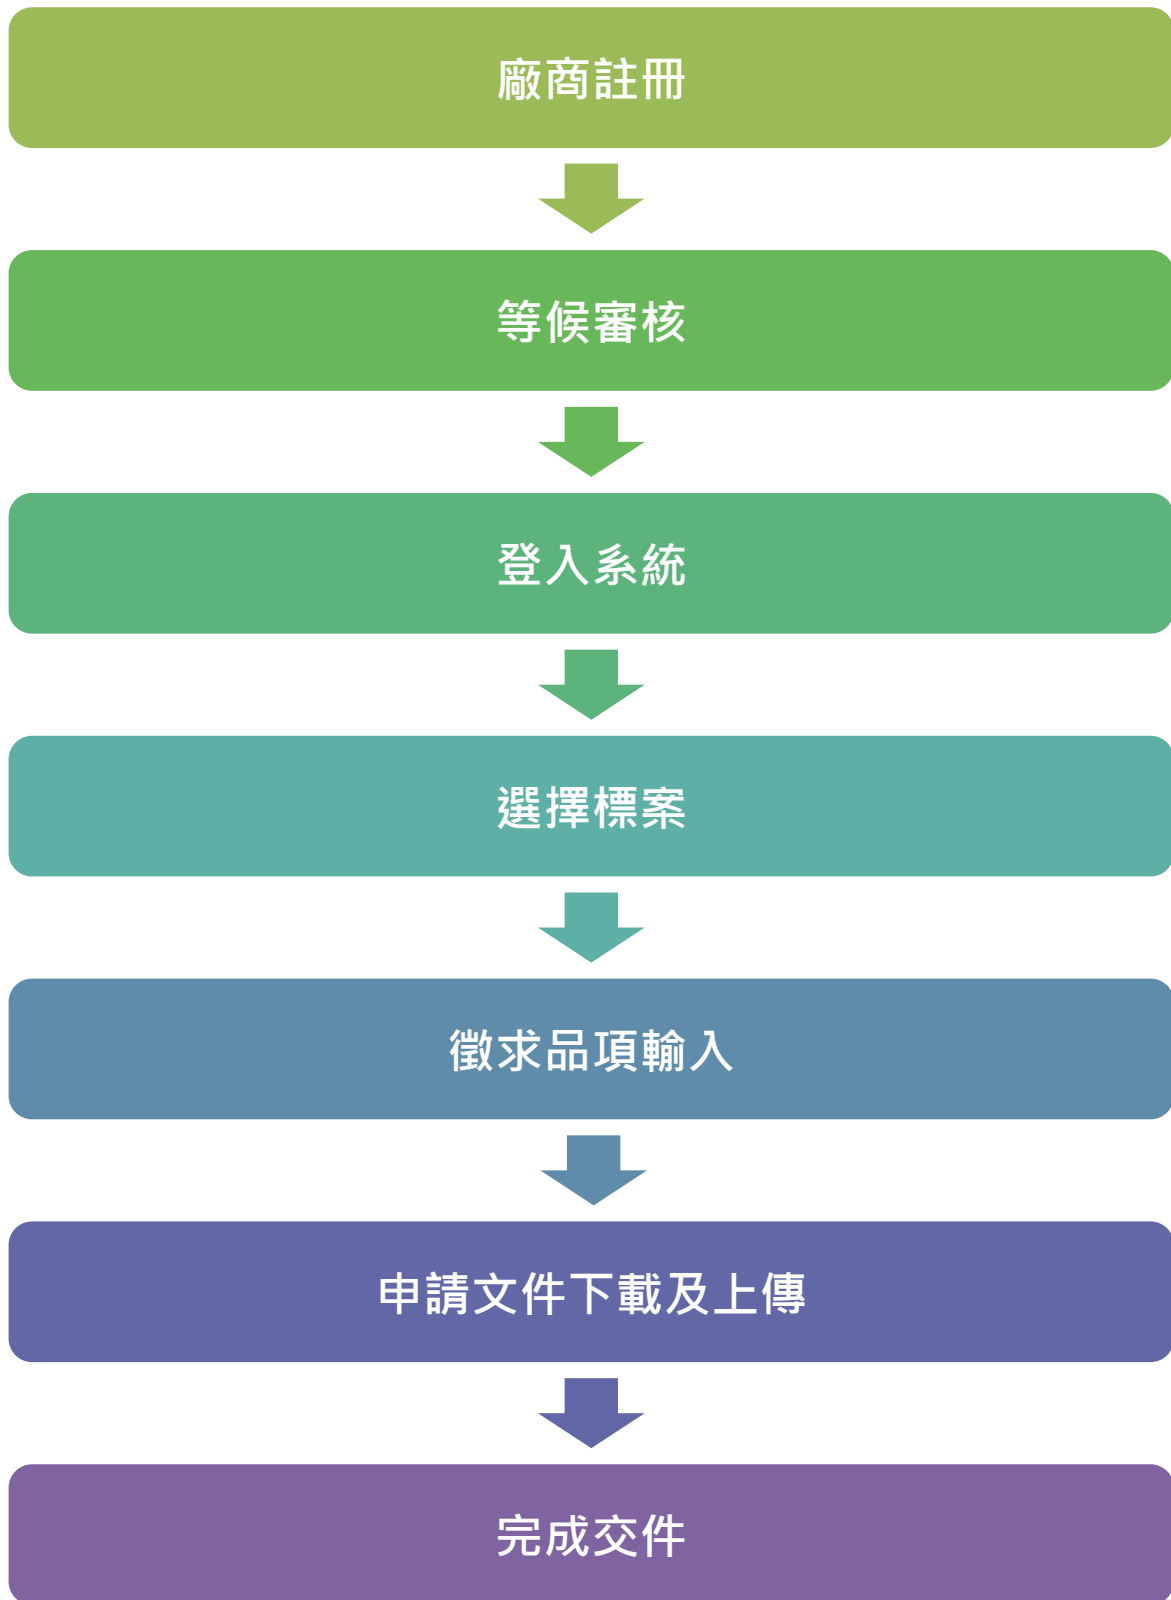 廠商註冊
等候審核
登入系統
選擇標案
徵求品項輸入
申請文件下載及上傳
完成交件